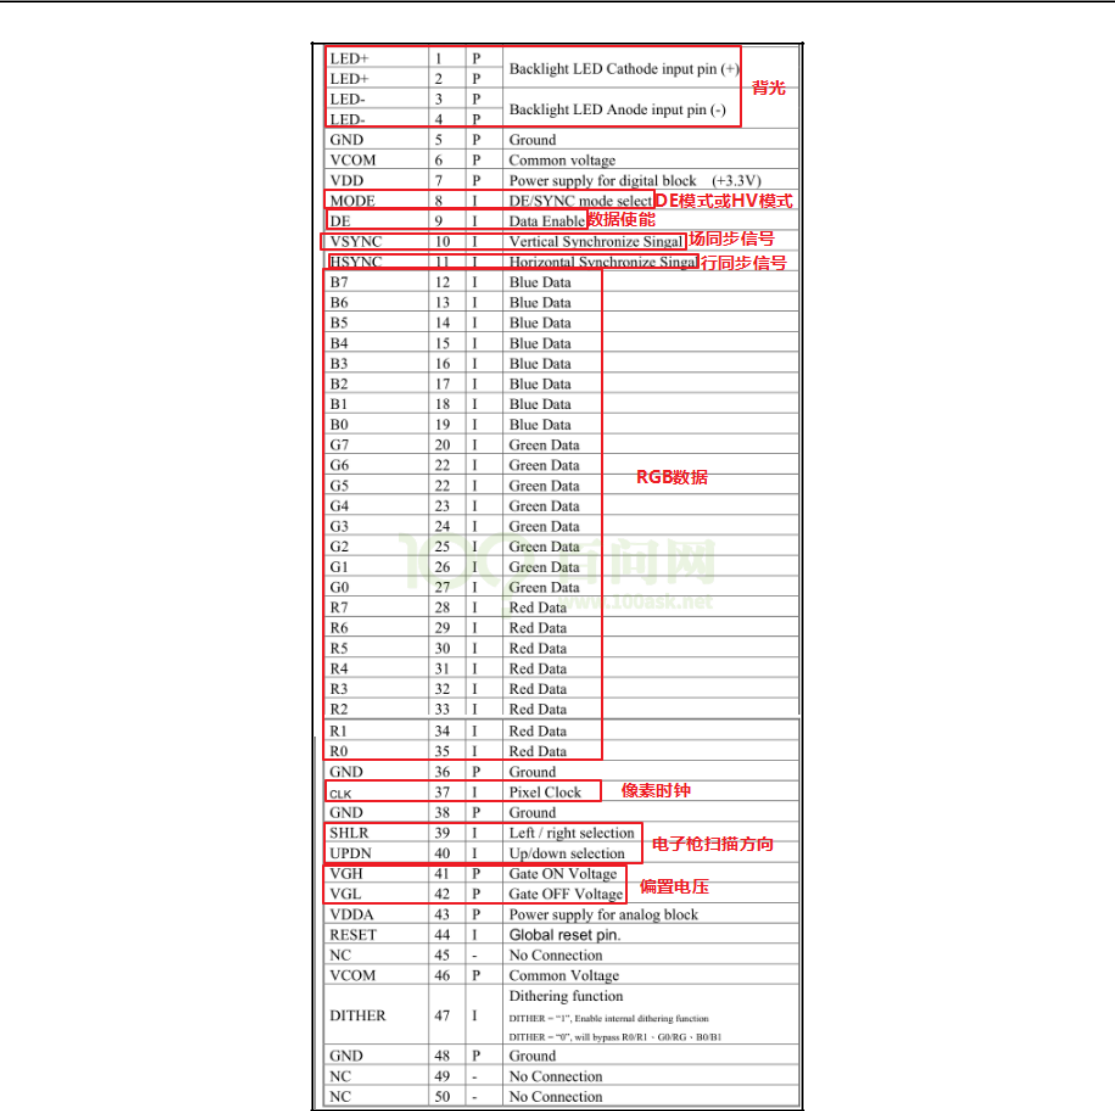 LED+ 1 P Backlight LED Cathode input pin (+)
LED+ 2 P
背光
LED- 3 P Backlight LED Anode input pin (-)
LED- 4 P
GND 5 P Ground
VCOM 6 P Common voltage
VDD 7 P Power supply for digital block (+3.3V)
MODE 8 I DE/SYNC mode select DE模式或HV模式
DE 9 I Data Enable 数据使能
VSYNC 10 I Vertical Synchronize Singal 场同步信号
HSYNC 11 I Horizontal Synchronize Singal 行同步信号
B7 12 I Blue Data
B6 13 I Blue Data
B5 14 I Blue Data
B4 15 I Blue Data
B3 16 I Blue Data
B2 17 I Blue Data
B1 18 I Blue Data
B0 19 I Blue Data
G7 20 I Green Data
G6 22 I Green Data
RGB数据
G5 22 I Green Data
G4 23 I Green Data
G3 24 I Green Data
G2 25 I Green Data
100 百问网
G1 26 I Green Data
G0 27 I Green Data
www.100ask.net
R7 28 I Red Data
R6 29 I Red Data
R5 30 I Red Data
R4 31 I Red Data
R3 32 I Red Data
R2 33 I Red Data
R1 34 I Red Data
R0 35 I Red Data
GND 36 P Ground
CLK 37 I Pixel Clock 像素时钟
GND 38 P Ground
SHLR 39 I Left / right selection
电子枪扫描方向
UPDN 40 I Up/down selection
VGH 41 P Gate ON Voltage
偏置电压
VGL 42 P Gate OFF Voltage
VDDA 43 P Power supply for analog block
RESET 44 I Global reset pin.
NC 45 - No Connection
VCOM 46 P Common Voltage
DITHER 47 I Dithering function
DITHER = "1", Enable internal dithering function
DITHER = "0", will bypass R0/R1、G0/RG、B0/B1
GND 48 P Ground
NC 49 - No Connection
NC 50 - No Connection